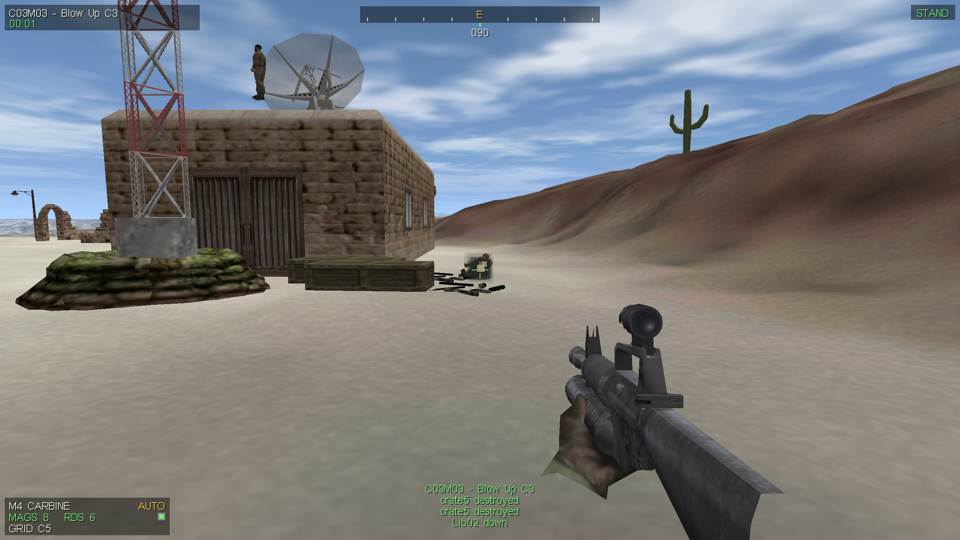 C03M03 - Blow Up C3
00:01
E
090
STAND
C03M03 - Blow Up C3
crate5 destroyed
crate5 destroyed
Lib02 down
M4 CARBINE AUTO
MAGS 8 RDS 6
GRID C5